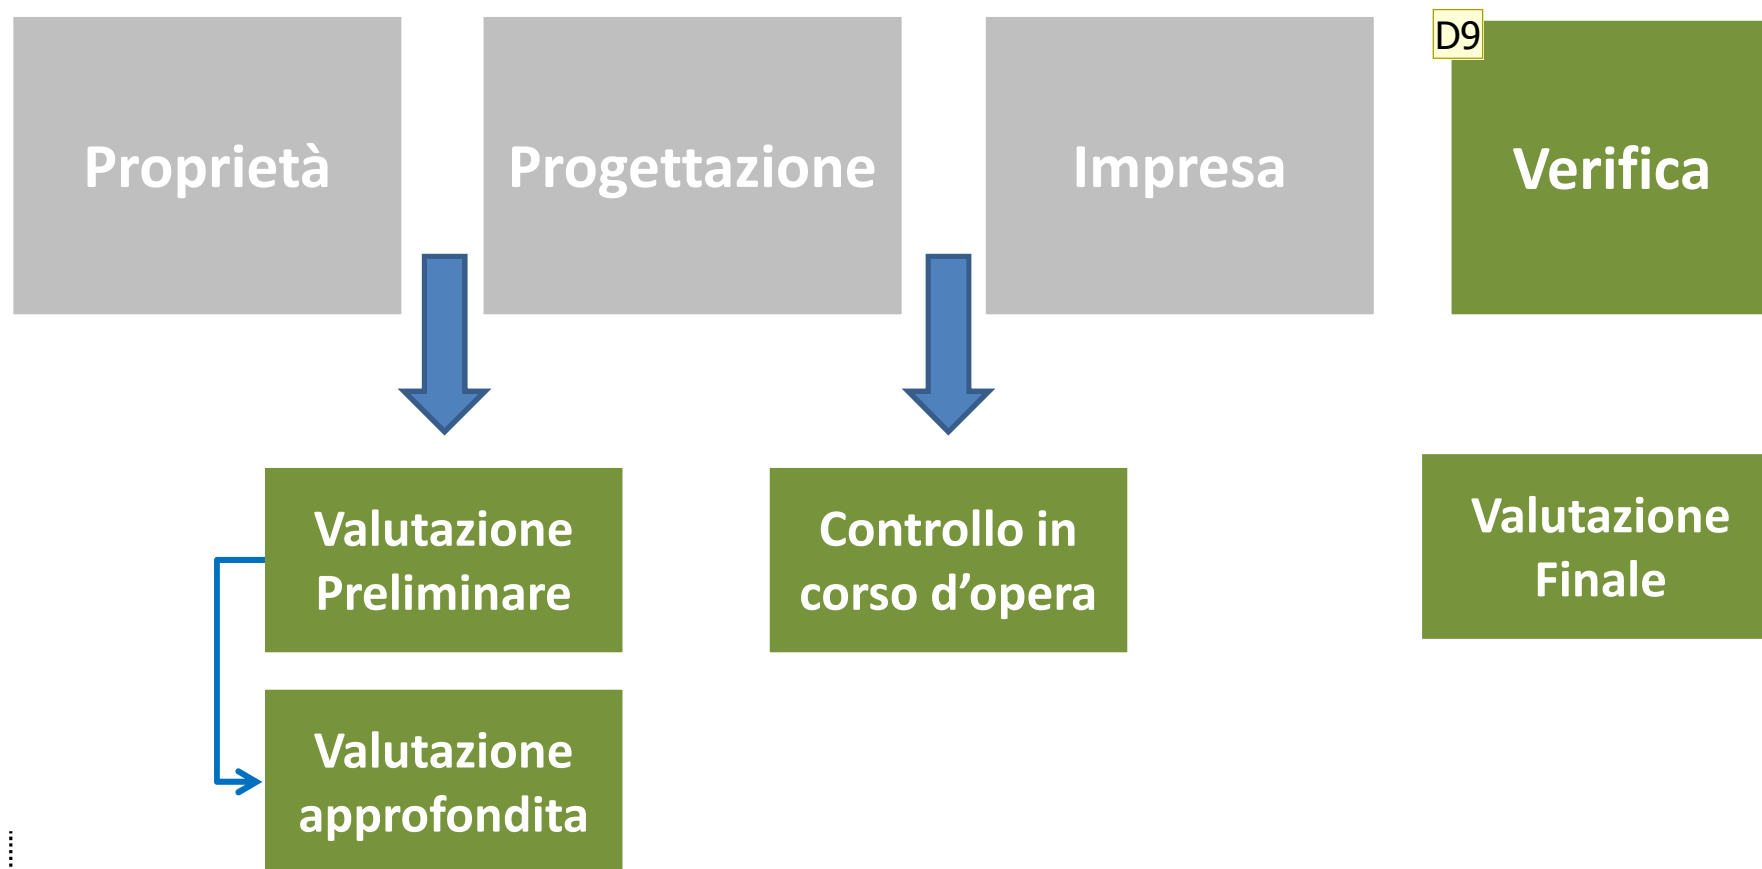 D9
Proprietà
Progettazione
Impresa
Verifica
Valutazione
Preliminare
Controllo in
corso d’opera
Valutazione
Finale
Valutazione
approfondita